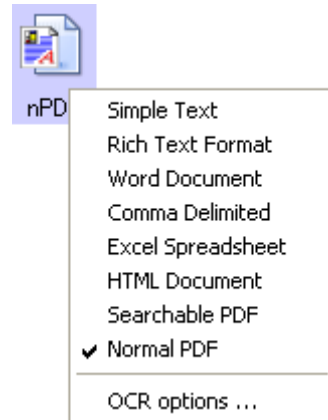 nPD
Simple Text
Rich Text Format
Word Document
Comma Delimited
Excel Spreadsheet
HTML Document
Searchable PDF
Normal PDF
OCR options ...